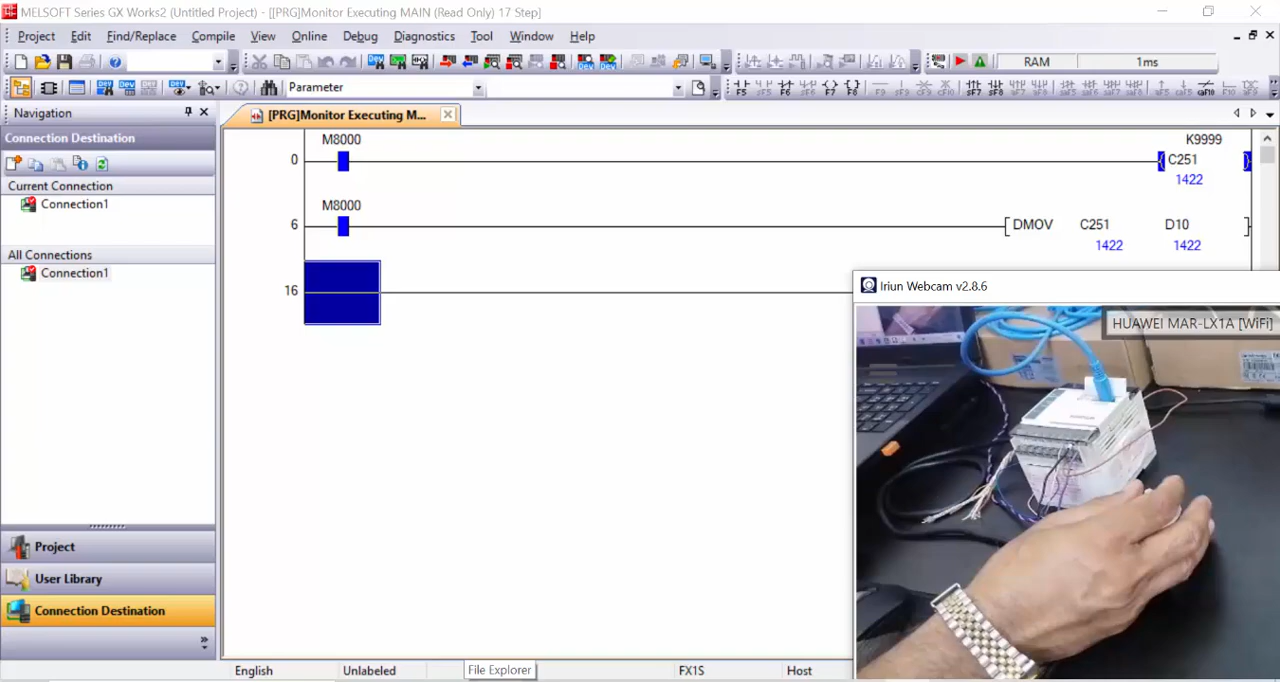 MELSOFT Series GX Works2 (Untitled Project) - [[PRG]Monitor Executing MAIN (Read Only) 17 Step]
Project Edit Find/Replace Compile View Online Debug Diagnostics Tool Window Help
RAM 1ms
Parameter
Navigation
[PRG]Monitor Executing M...
Connection Destination
Current Connection
Connection1
All Connections
Connection1
Project
User Library
Connection Destination
M8000 K9999
0 C251
1422
M8000
6 DMOV C251 D10
1422 1422
16
Iriun Webcam v2.8.6
HUAWEI MAR-LX1A [WiFi]
English Unlabeled File Explorer FX1S Host